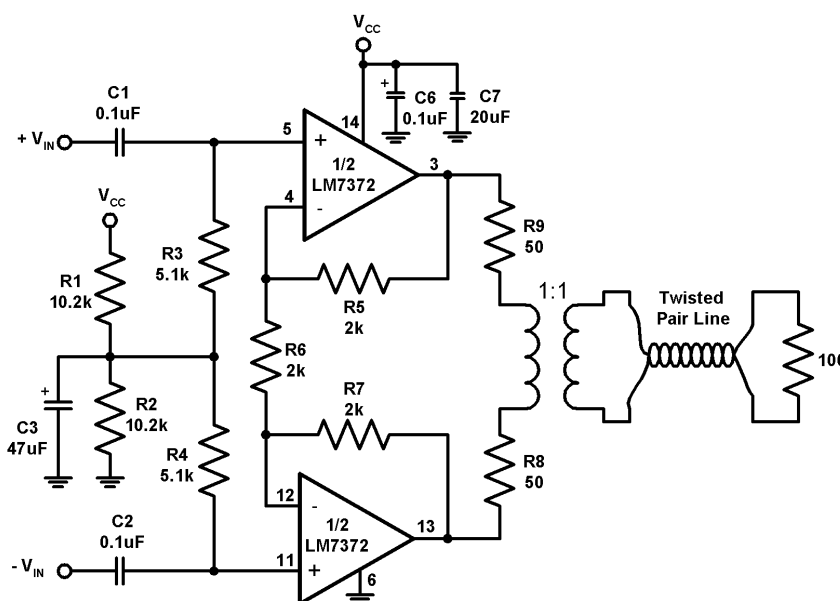 VCC
C1
0.1uF
+ VIN
5
14
+
C6
0.1uF
C7
20uF
+
1/2
LM7372
3
4
-
VCC
R1
10.2k
R3
5.1k
R5
2k
R9
50
1:1
Twisted
Pair Line
R6
2k
R7
2k
100
+
C3
47uF
R2
10.2k
R4
5.1k
R8
50
12
-
1/2
LM7372
13
C2
0.1uF
- VIN
11
+
6